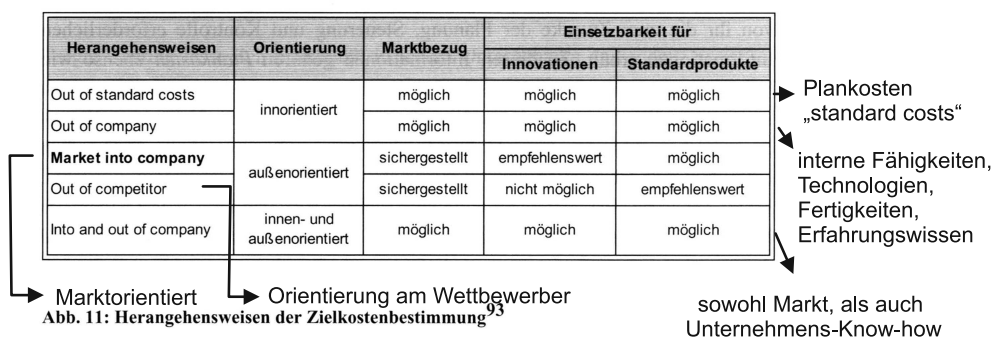 Herangehensweisen Orientierung Marktbezug Einsetzbarkeit für
Innovationen Standardprodukte
Out of standard costs innorientiert möglich möglich möglich
Out of company möglich möglich möglich
Market into company außenorientiert sichergestellt empfehlenswert möglich
Out of competitor sichergestellt nicht möglich empfehlenswert
Into and out of company innen- und
außenorientiert möglich möglich möglich
Plankosten
„standard costs“
interne Fähigkeiten,
Technologien,
Fertigkeiten,
Erfahrungswissen
Marktorientiert Orientierung am Wettbewerber
sowohl Markt, als auch
Unternehmens-Know-how
Abb. 11: Herangehensweisen der Zielkostenbestimmung93